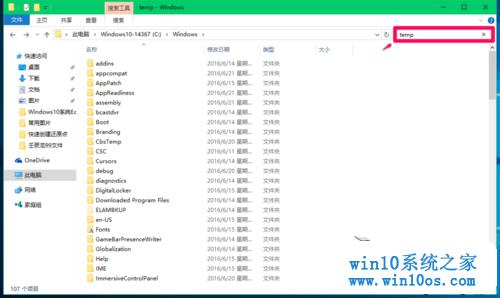 搜索工具
temp - Windows
文件 主页 共享 查看 搜索
此电脑 › Windows10-14367 (C:) › Windows ›
temp
名称 修改日期 类型 大小
快速访问
桌面
下载
文档
图片
Windows10系统Ec
常用图片
快速创建还原点
壬辰龙99文件
OneDrive
此电脑
网络
家庭组
addins 2016/6/14 星期... 文件夹
appcompat 2016/6/21 星期... 文件夹
AppPatch 2016/6/14 星期... 文件夹
AppReadiness 2016/6/21 星期... 文件夹
assembly 2016/6/21 星期... 文件夹
bcastdvr 2016/6/14 星期... 文件夹
Boot 2016/6/14 星期... 文件夹
Branding 2016/6/14 星期... 文件夹
CbsTemp 2016/6/20 星期... 文件夹
CSC 2016/6/11 星期... 文件夹
Cursors 2016/6/14 星期... 文件夹
debug 2016/6/20 星期... 文件夹
diagnostics 2016/6/14 星期... 文件夹
DigitalLocker 2016/6/15 星期... 文件夹
Downloaded Program Files 2016/6/14 星期... 文件夹
ELAMBKUP 2016/6/14 星期... 文件夹
en-US 2016/6/15 星期... 文件夹
Fonts 2016/6/15 星期... 文件夹
GameBarPresenceWriter 2016/6/14 星期... 文件夹
Globalization 2016/6/14 星期... 文件夹
Help 2016/6/15 星期... 文件夹
IME 2016/6/15 星期... 文件夹
ImmersiveControlPanel 2016/6/15 星期... 文件夹
107 个项目
win10系统之家
www.win10os.com